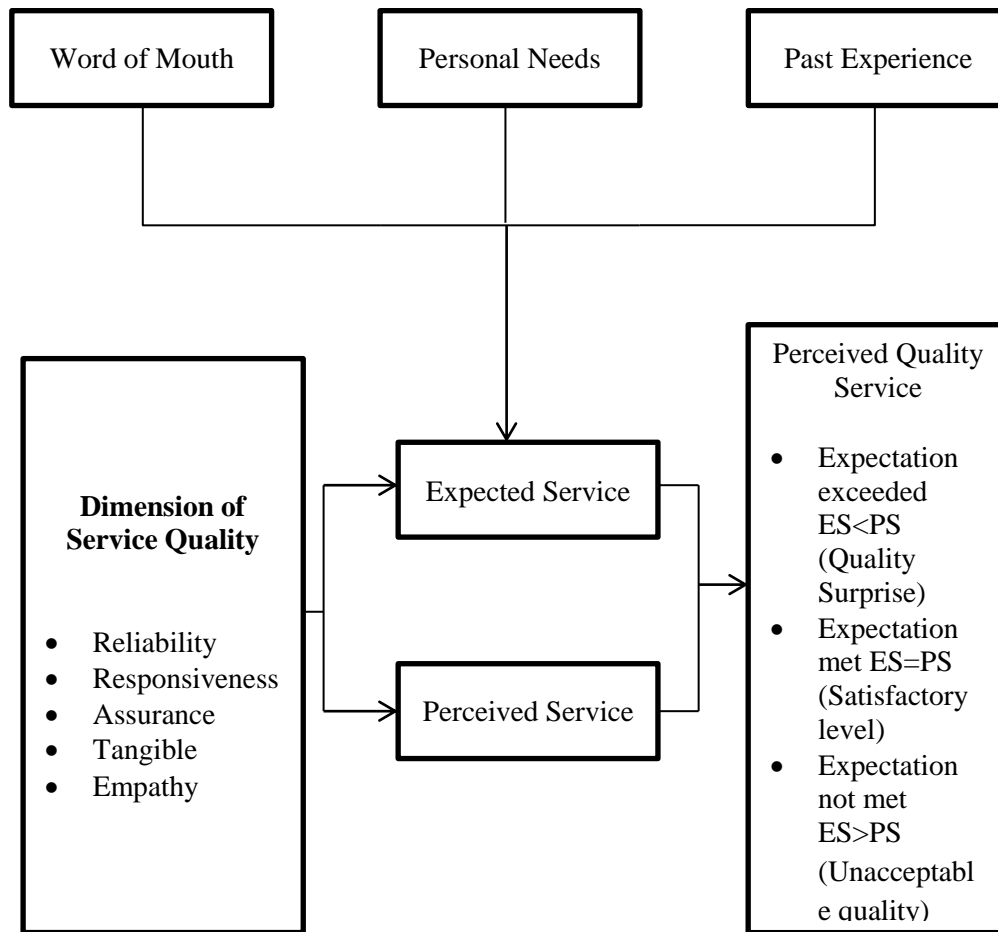 Word of Mouth
Personal Needs
Past Experience
Dimension of
Service Quality
• Reliability
• Responsiveness
• Assurance
• Tangible
• Empathy
Expected Service
Perceived Service
Perceived Quality
Service
• Expectation
exceeded
ES<PS
(Quality
Surprise)
• Expectation
met ES=PS
(Satisfactory
level)
• Expectation
not met
ES>PS
(Unacceptabl
e quality)